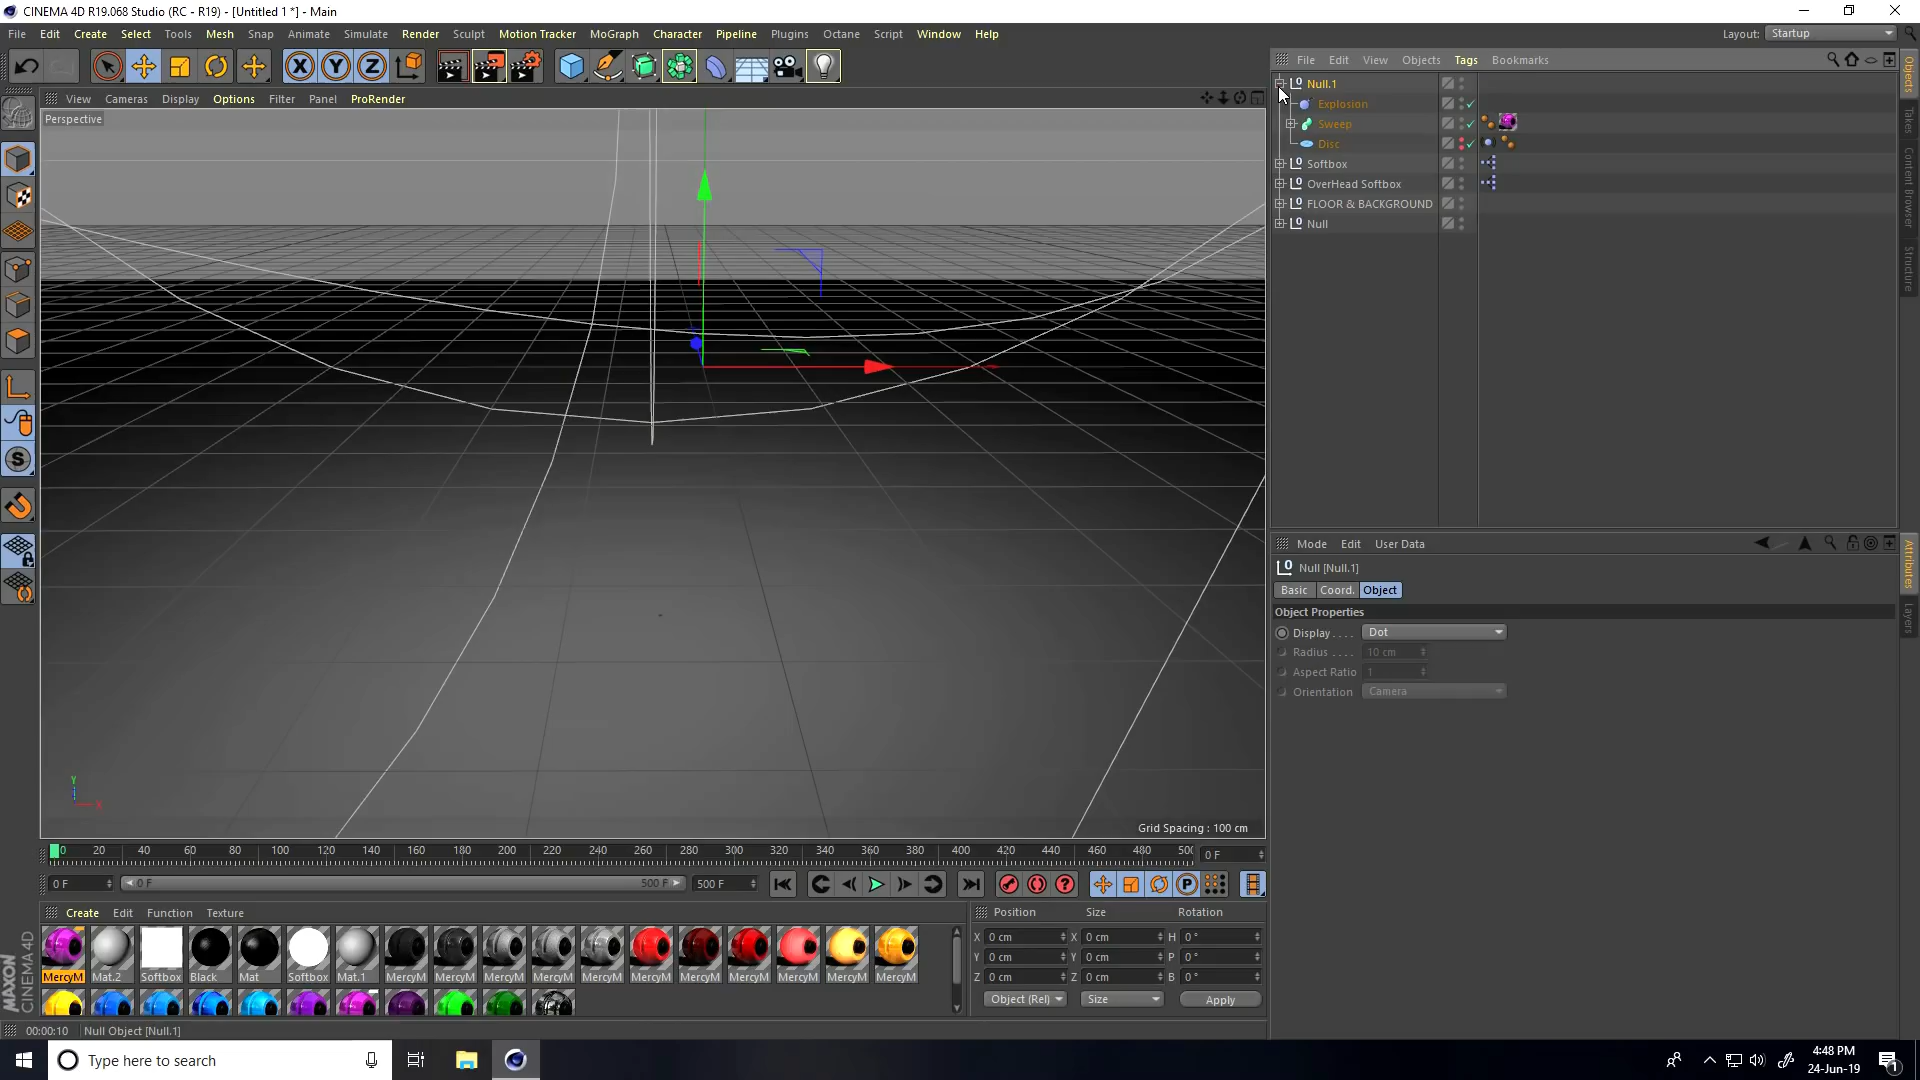 CINEMA 4D R19.068 Studio (RC - R19) - [Untitled 1 *] - Main
File Edit Create Select Tools Mesh Snap Animate Simulate Render Sculpt Motion Tracker MoGraph Character Pipeline Plugins Octane Script Window Help
Layout: Startup
X Y Z
File Edit View Objects Tags Bookmarks
View Cameras Display Options Filter Panel ProRender
Perspective
Null.1
Explosion
Sweep
Disc
Softbox
OverHead Softbox
FLOOR & BACKGROUND
Null
Objects
Takes
Content Browser
Structure
Mode Edit User Data
Null [Null.1]
Basic Coord. Object
Object Properties
Display . . . . Dot
Radius . . . . 10 cm
Aspect Ratio 1
Orientation Camera
Attributes
Layers
S
Y
X
Grid Spacing : 100 cm
0 20 40 60 80 100 120 140 160 180 200 220 240 260 280 300 320 340 360 380 400 420 440 460 480 500
0 F
0 F 0 F 500 F 500 F
P
Create Edit Function Texture
MercyM Mat.2 Softbox Black Mat Softbox Mat.1 MercyM MercyM MercyM MercyM MercyM MercyM MercyM MercyM MercyM MercyM MercyM
Position Size Rotation
X 0 cm X 0 cm H 0 °
Y 0 cm Y 0 cm P 0 °
Z 0 cm Z 0 cm B 0 °
Object (Rel) Size Apply
MAXON
CINEMA 4D
00:00:10 Null Object [Null.1]
Type here to search
4:48 PM
24-Jun-19
1